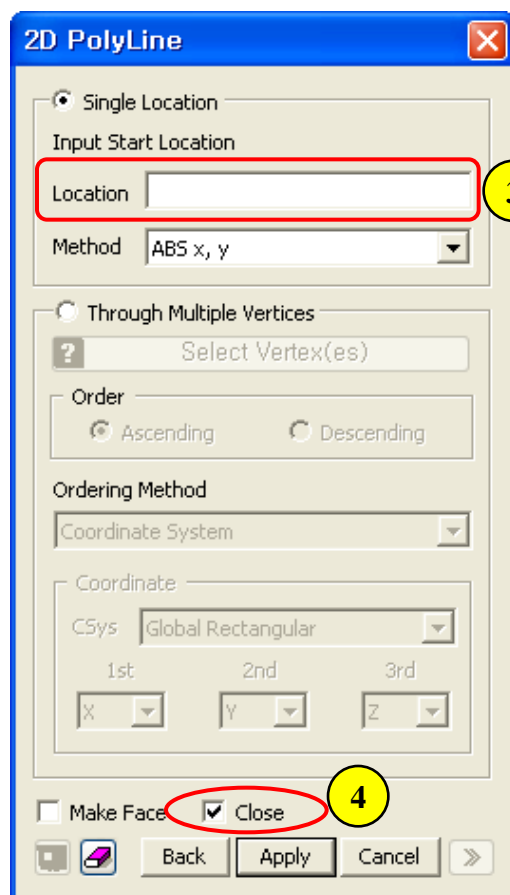 2D PolyLine
Single Location
Input Start Location
Location
3
Method ABS x, y
Through Multiple Vertices
? Select Vertex(es)
Order
Ascending Descending
Ordering Method
Coordinate System
Coordinate
CSys Global Rectangular
1st 2nd 3rd
X Y Z
4
Make Face Close
Back Apply Cancel